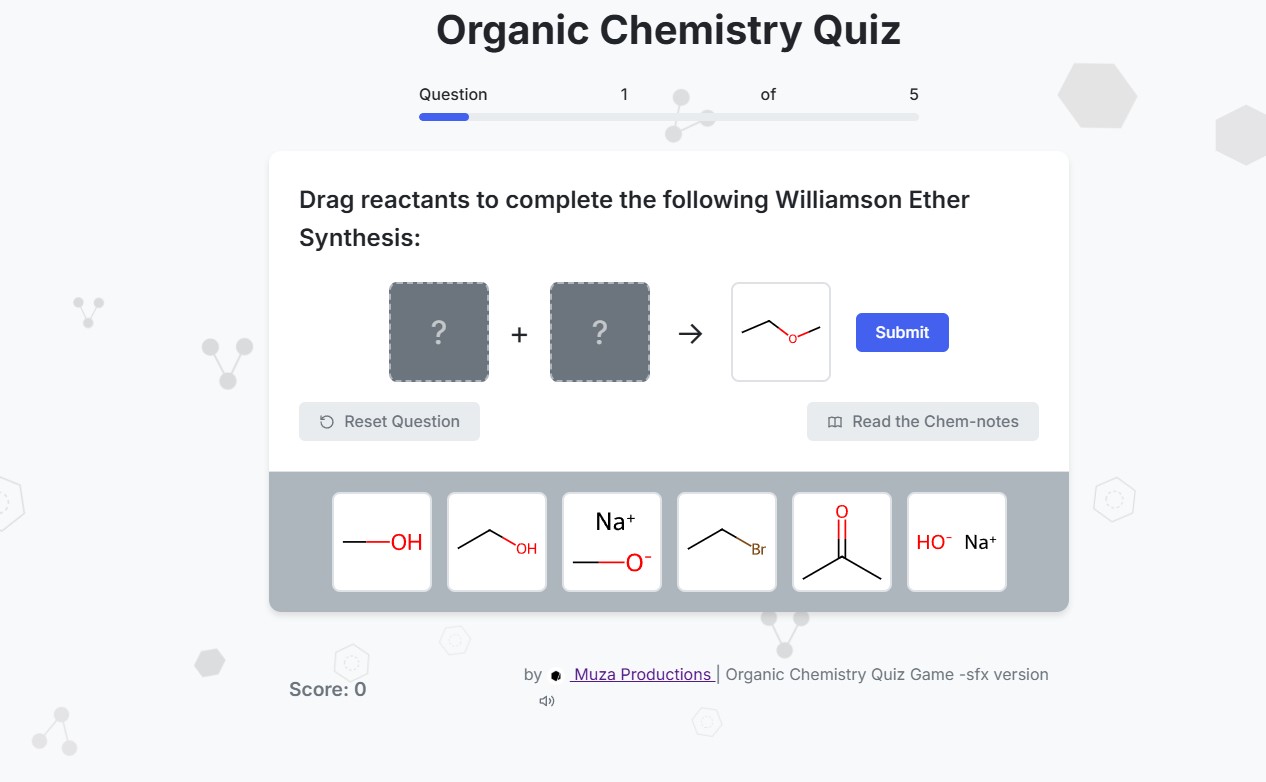 Organic Chemistry Quiz
Question 1 of 5
Drag reactants to complete the following Williamson Ether
Synthesis:
? + ? → O Submit
Reset Question Read the Chem-notes
OH OH Na⁺ O⁻ Br O HO⁻ Na⁺
Score: 0
by Muza Productions | Organic Chemistry Quiz Game -sfx version